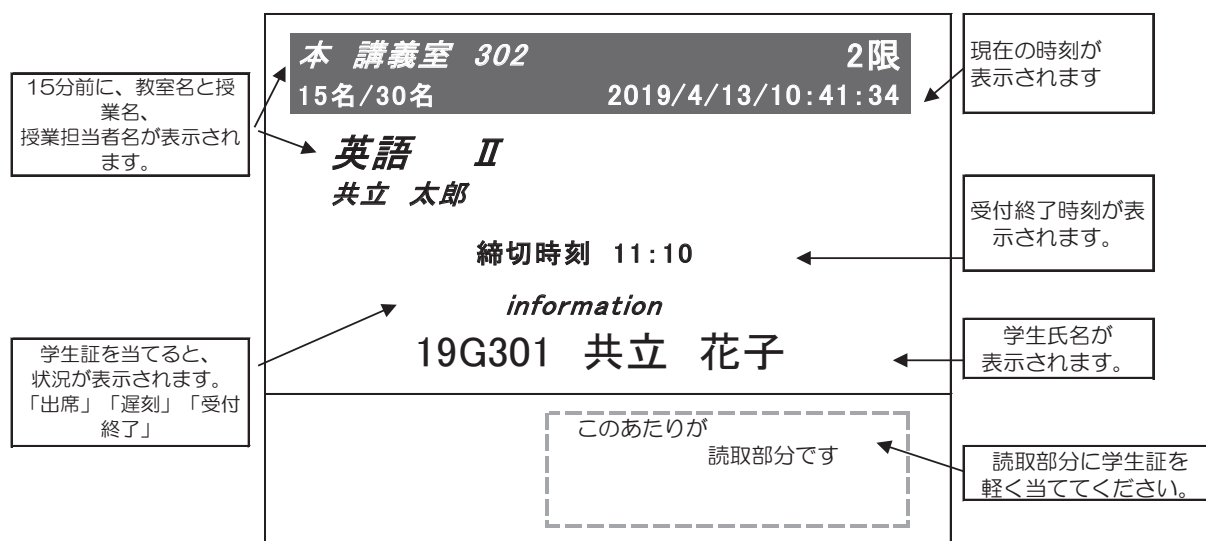 本 講義室 302 2限
15名/30名 2019/4/13/10:41:34
英語 Ⅱ
共立 太郎
締切時刻 11:10
information
19G301 共立 花子
このあたりが
読取部分です
15分前に、教室名と授
業名、
授業担当者名が表示され
ます。
学生証を当てると、
状況が表示されます。
「出席」「遅刻」「受付
終了」
現在の時刻が
表示されます
受付終了時刻が表
示されます。
学生氏名が
表示されます。
読取部分に学生証を
軽く当ててください。